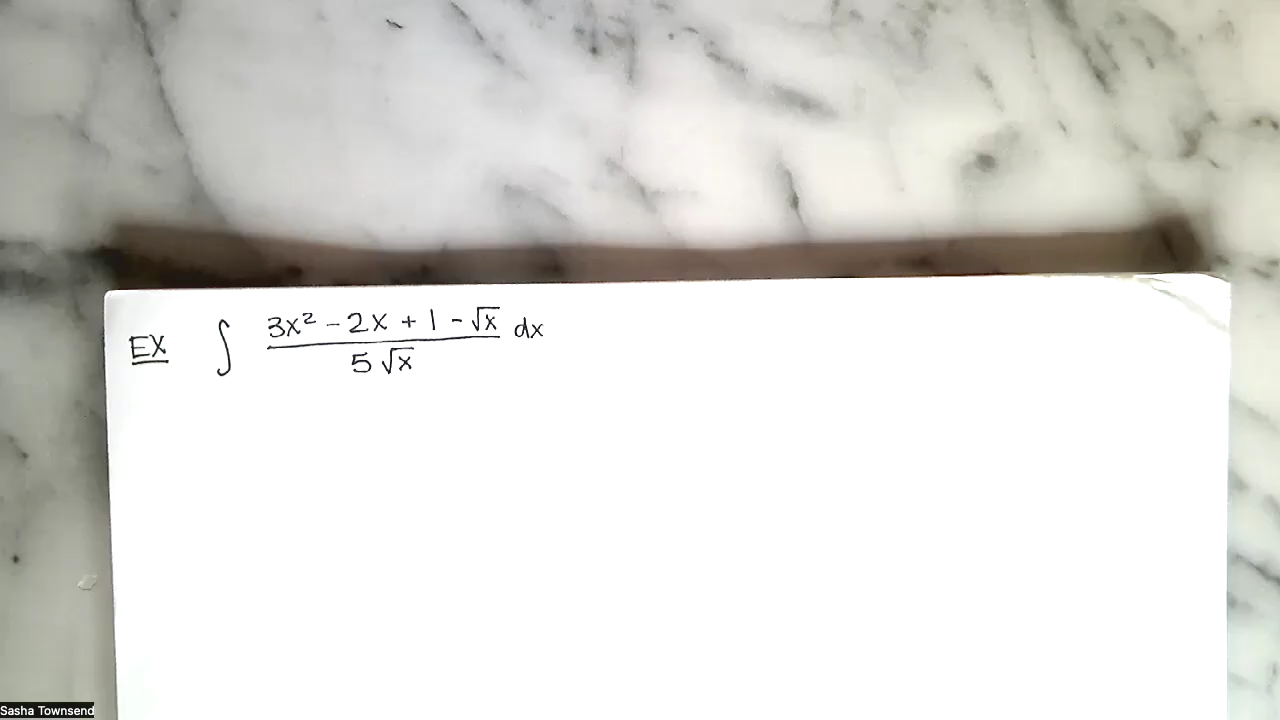 EX ∫ (3x² - 2x + 1 - √x) / (5√x) dx
Sasha Townsend